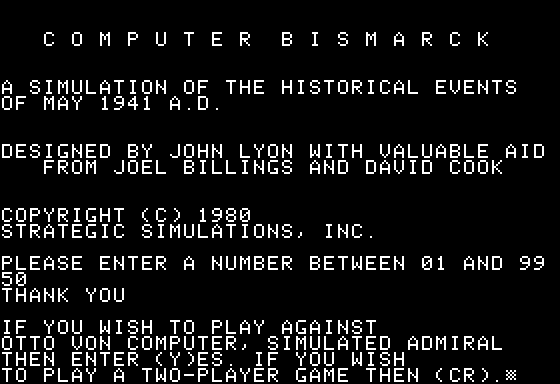 C O M P U T E R  B I S M A R C K
A SIMULATION OF THE HISTORICAL EVENTS
OF MAY 1941 A.D.
DESIGNED BY JOHN LYON WITH VALUABLE AID
FROM JOEL BILLINGS AND DAVID COOK
COPYRIGHT (C) 1980
STRATEGIC SIMULATIONS, INC.
PLEASE ENTER A NUMBER BETWEEN 01 AND 99
50
THANK YOU
IF YOU WISH TO PLAY AGAINST
OTTO VON COMPUTER, SIMULATED ADMIRAL
THEN ENTER (Y)ES. IF YOU WISH
TO PLAY A TWO-PLAYER GAME THEN (CR).